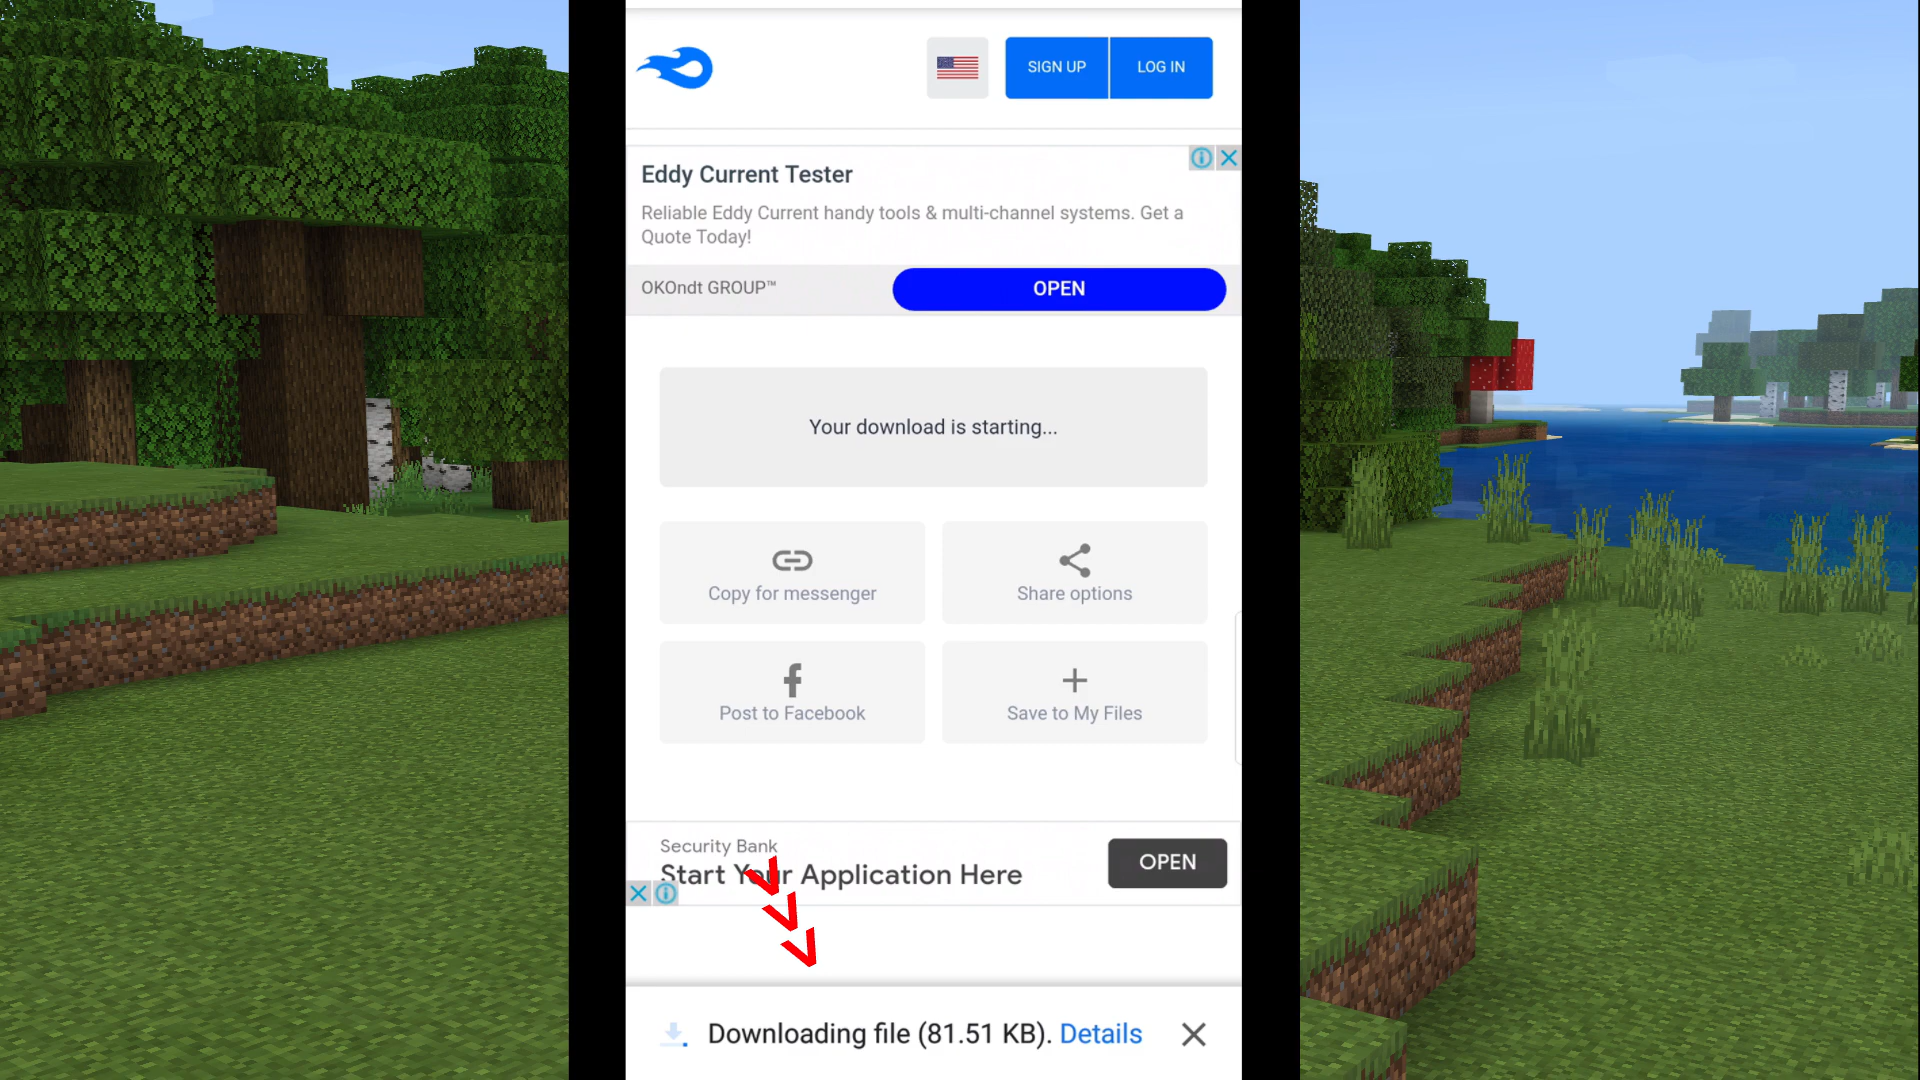 SIGN UP
LOG IN
Eddy Current Tester
Reliable Eddy Current handy tools & multi-channel systems. Get a
Quote Today!
OKOndt GROUP™
OPEN
Your download is starting...
Copy for messenger
Share options
Post to Facebook
Save to My Files
Security Bank
Start Your Application Here
OPEN
Downloading file (81.51 KB). Details